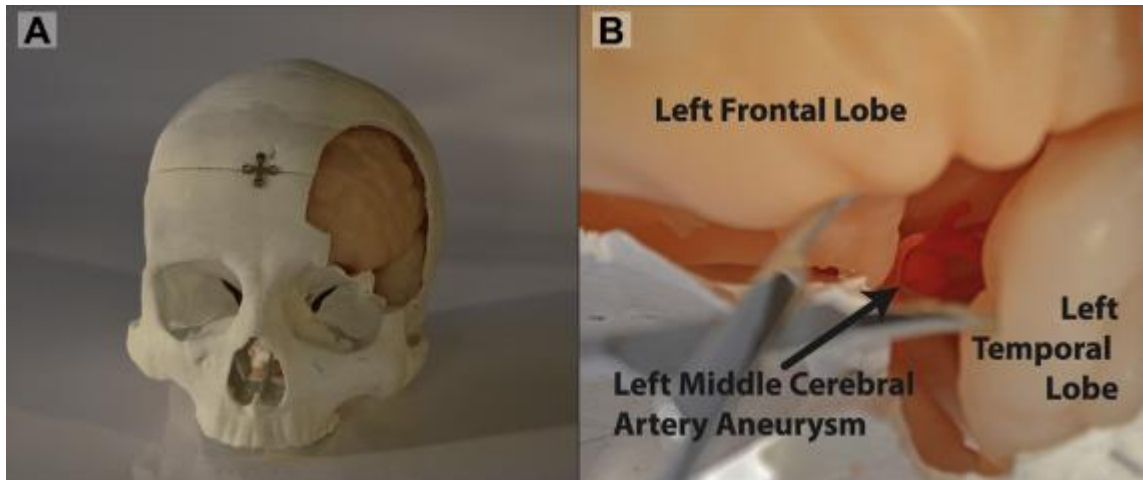 A
B
Left Frontal Lobe
Left
Temporal
Lobe
Left Middle Cerebral
Artery Aneurysm